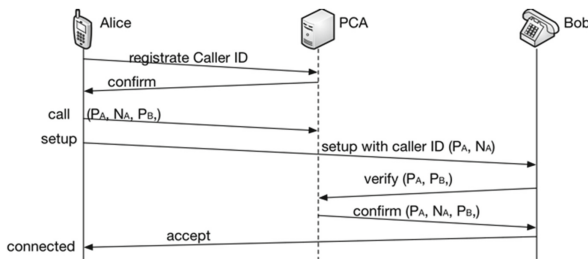 Alice
PCA
Bob
registrate Caller ID
confirm
call (PA, NA, PB,)
setup
setup with caller ID (PA, NA)
verify (PA, PB,)
confirm (PA, NA, PB,)
accept
connected